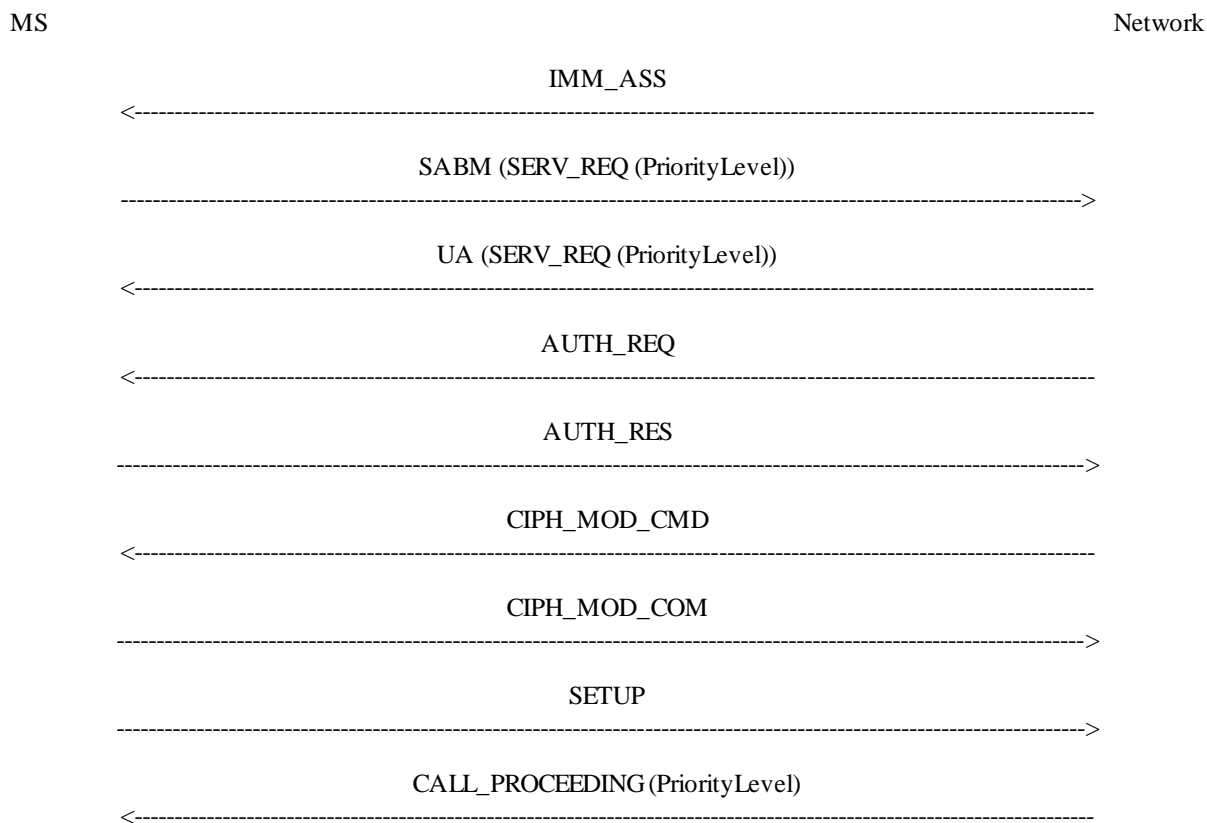 MS Network
IMM_ASS
<----------------------------------------------------------------------------------------------------------------------
SABM (SERV_REQ (PriorityLevel))
---------------------------------------------------------------------------------------------------------------------->
UA (SERV_REQ (PriorityLevel))
<----------------------------------------------------------------------------------------------------------------------
AUTH_REQ
<----------------------------------------------------------------------------------------------------------------------
AUTH_RES
---------------------------------------------------------------------------------------------------------------------->
CIPH_MOD_CMD
<----------------------------------------------------------------------------------------------------------------------
CIPH_MOD_COM
---------------------------------------------------------------------------------------------------------------------->
SETUP
---------------------------------------------------------------------------------------------------------------------->
CALL_PROCEEDING (PriorityLevel)
<----------------------------------------------------------------------------------------------------------------------